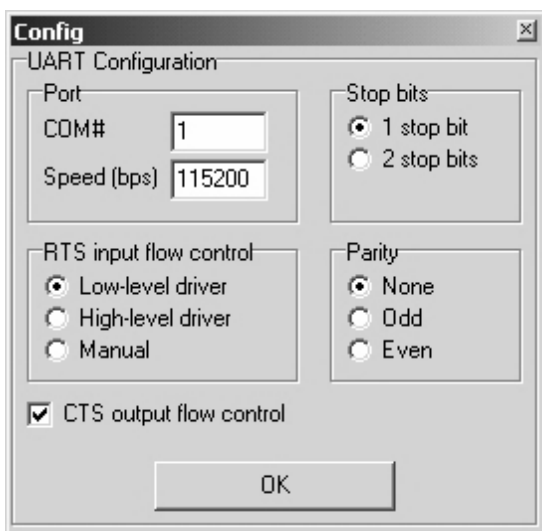 Config
UART Configuration
Port
COM# 1
Speed (bps) 115200
Stop bits
1 stop bit
2 stop bits
RTS input flow control
Low-level driver
High-level driver
Manual
Parity
None
Odd
Even
CTS output flow control
OK